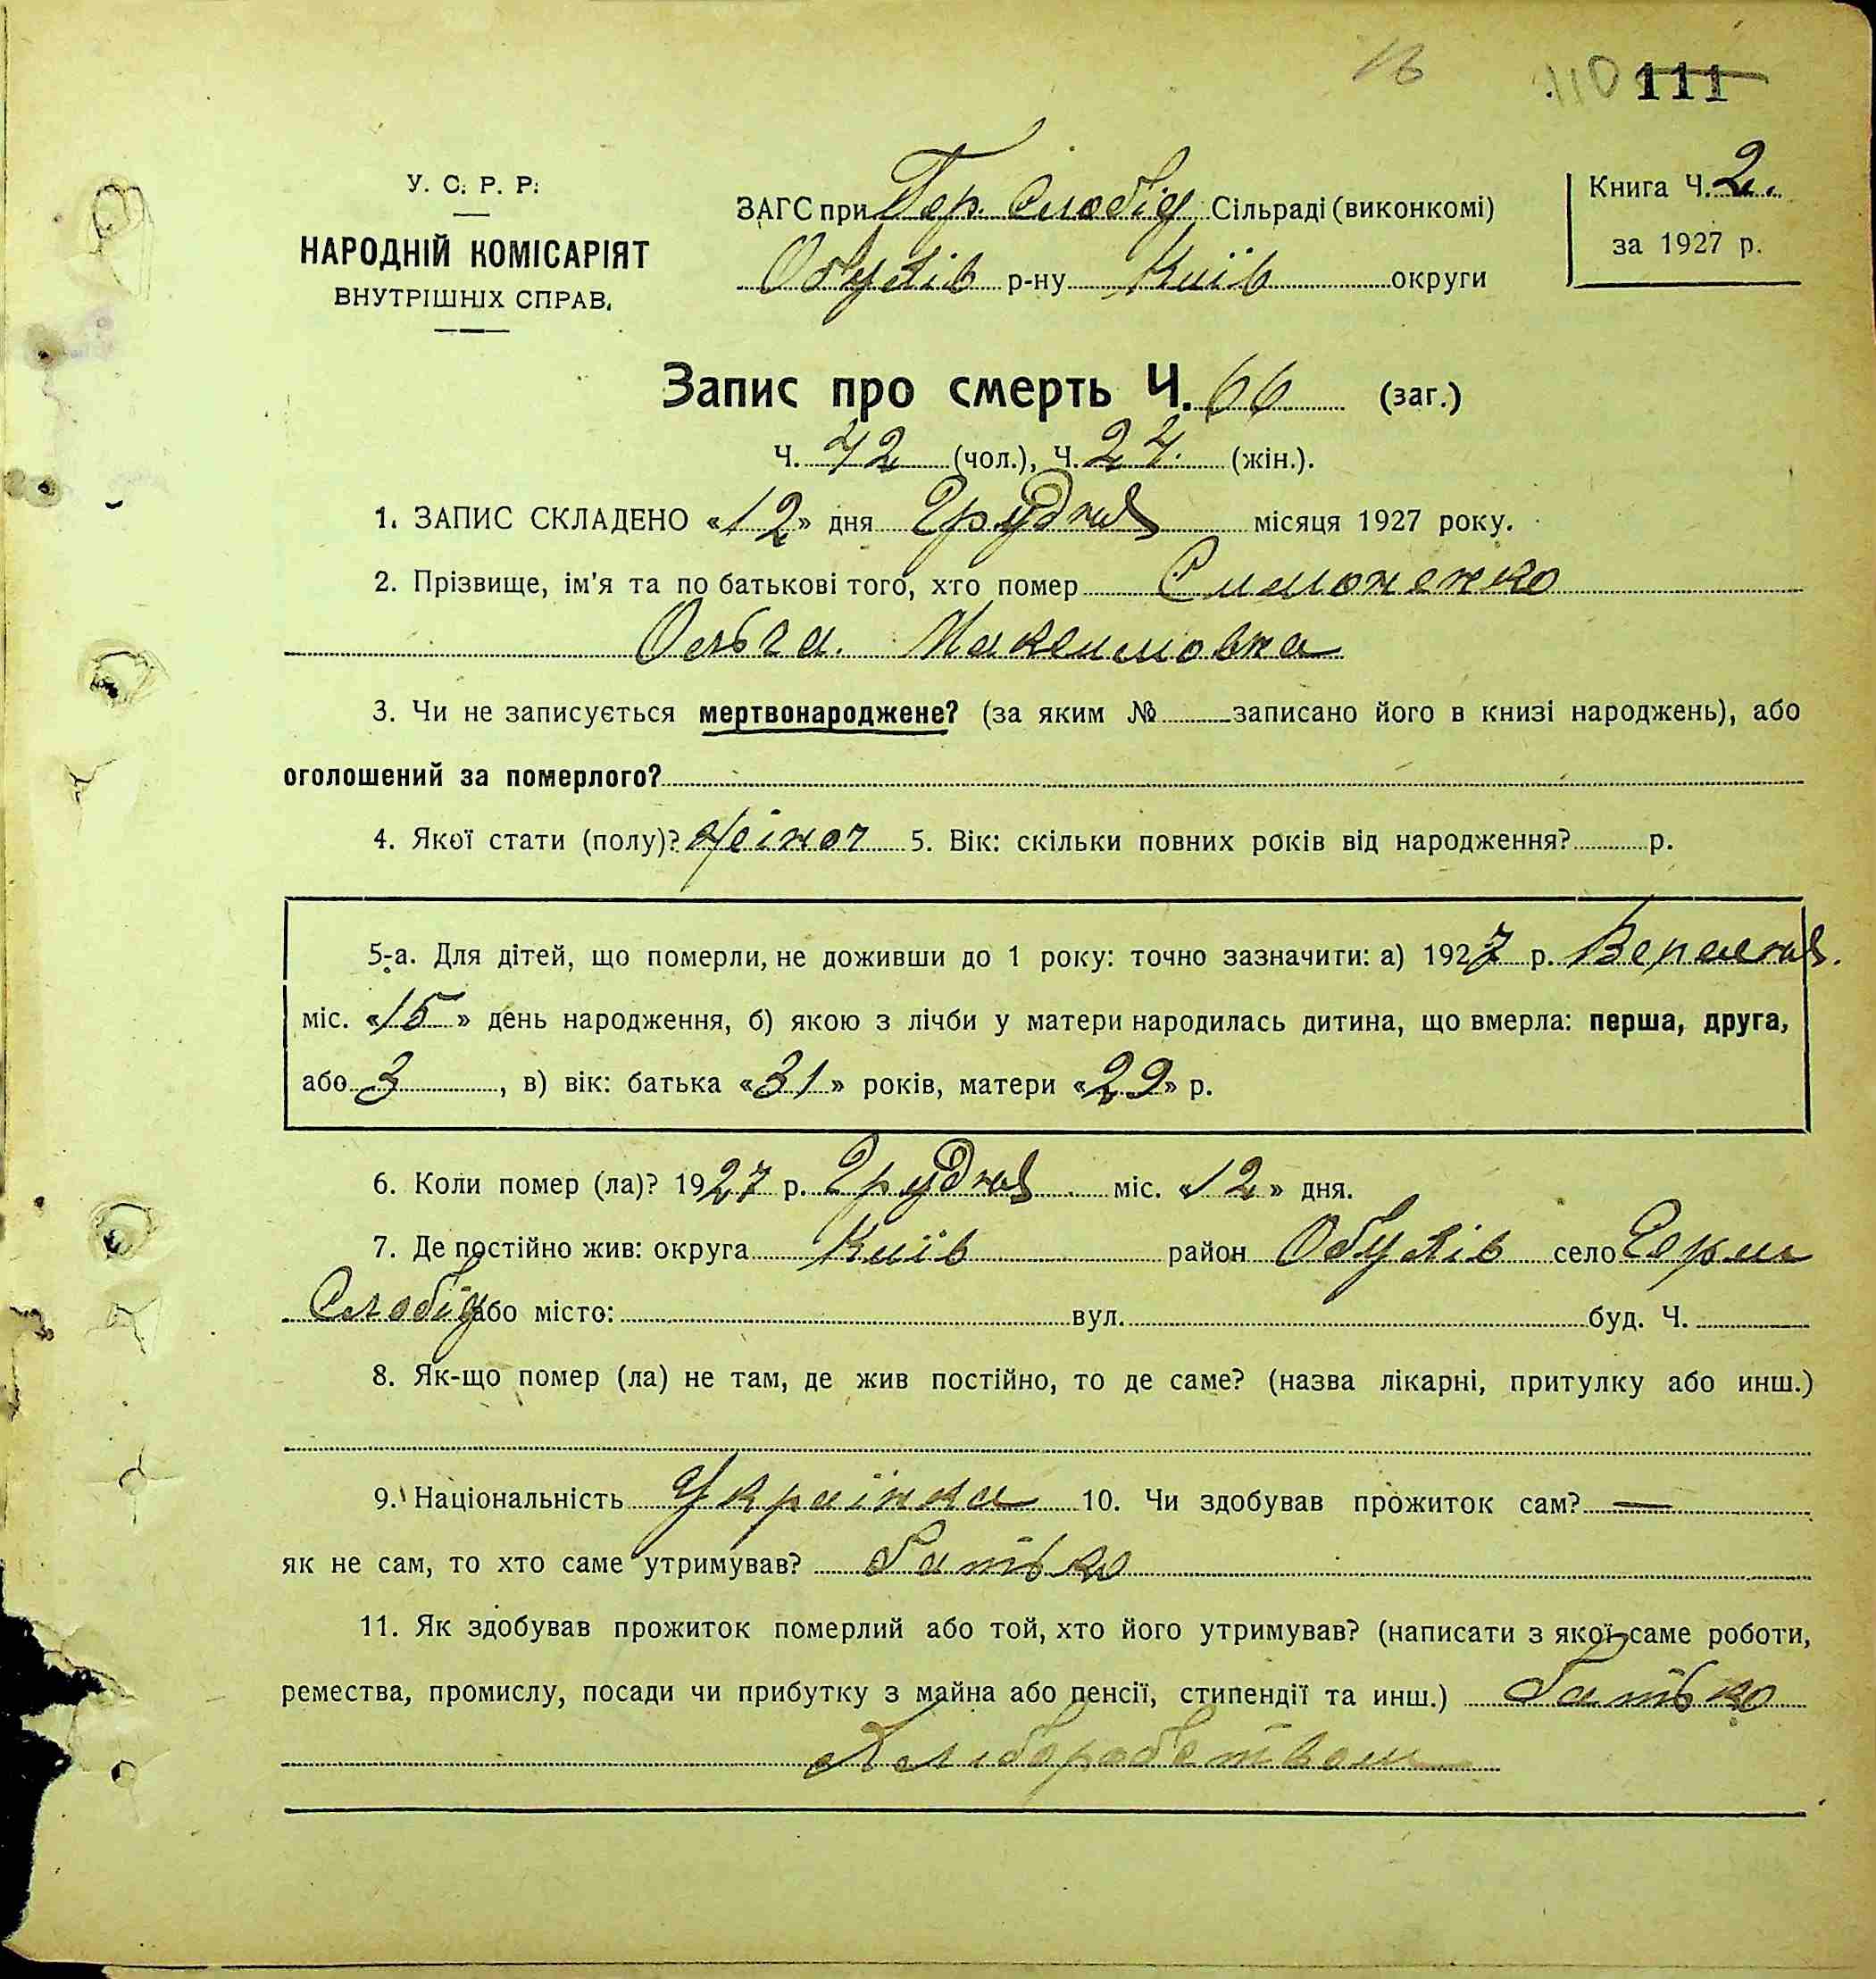 16 110 111
У. С. Р. Р.
НАРОДНІЙ КОМІСАРІЯТ
ВНУТРІШНІХ СПРАВ.
ЗАГС при Гер. Слобід Сільраді (виконкомі)
Обухів р-ну Київ округи
Книга Ч. 2.
за 1927 р.
Запис про смерть Ч. 66 (заг.)
Ч. 42 (чол.), Ч. 24. (жін.).
1. ЗАПИС СКЛАДЕНО «12» дня Грудня місяця 1927 року.
2. Прізвище, ім'я та по батькові того, хто помер Симоненко
Ольга. Максимовна
3. Чи не записується мертвонароджене? (за яким № записано його в книзі народжень), або
оголошений за померлого?
4. Якої стати (полу)? жіноч 5. Вік: скільки повних років від народження? р.
5-а. Для дітей, що померли, не доживши до 1 року: точно зазначити: а) 1927 р. Вересня.
міс. «15» день народження, б) якою з лічби у матери народилась дитина, що вмерла: перша, друга,
або 3, в) вік: батька «31» років, матери «29» р.
6. Коли помер (ла)? 1927 р. Грудня міс. «12» дня.
7. Де постійно жив: округа Київ район Обухів село Герм
Слобід або місто: вул. буд. Ч.
8. Як-що помер (ла) не там, де жив постійно, то де саме? (назва лікарні, притулку або инш.)
9. Національність Українка 10. Чи здобував прожиток сам? —
як не сам, то хто саме утримував? батько
11. Як здобував прожиток померлий або той, хто його утримував? (написати з якої саме роботи,
ремества, промислу, посади чи прибутку з майна або пенсії, стипендії та инш.) батько
Хліборобством